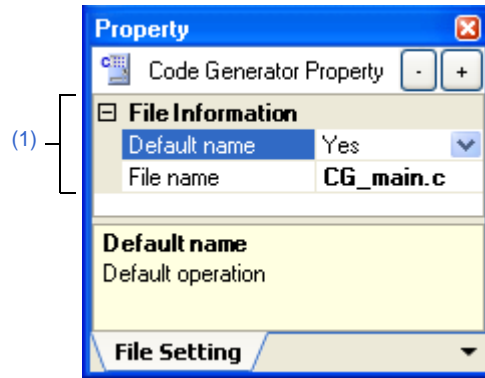 Property
Code Generator Property - +
(1)
File Information
Default name Yes
File name CG_main.c
Default name
Default operation
File Setting